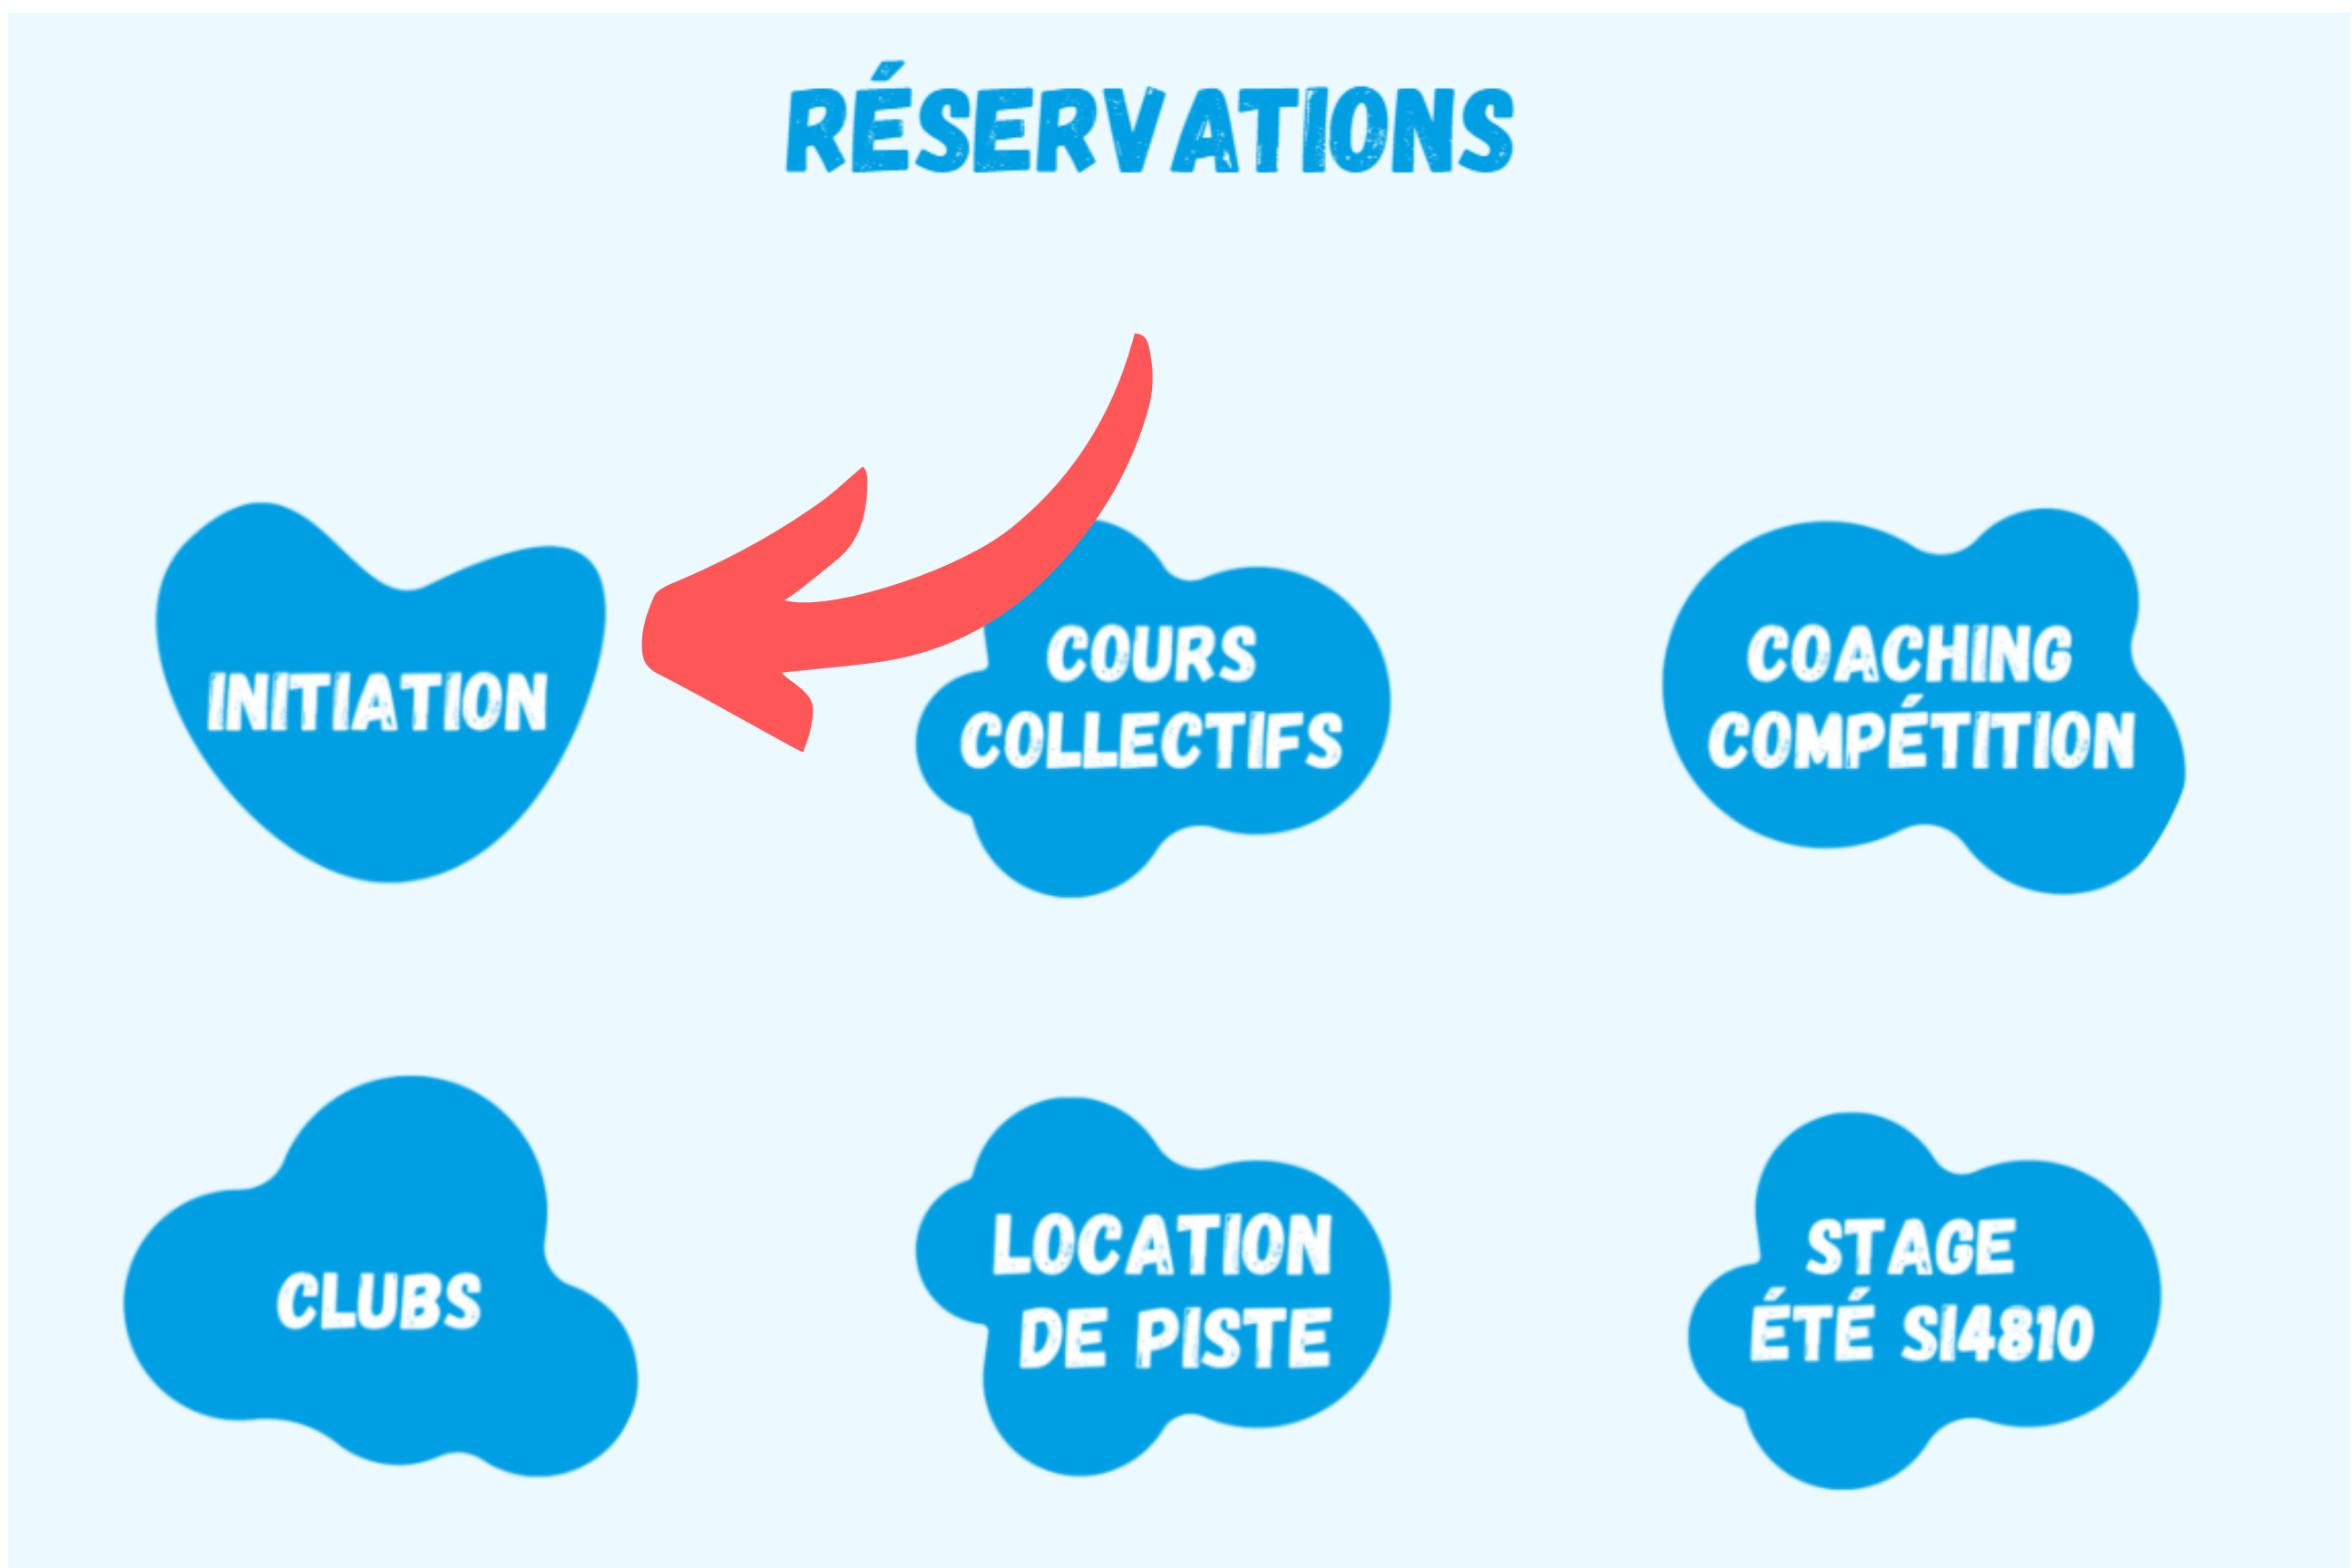 RÉSERVATIONS
INITIATION
COURS
COLLECTIFS
COACHING
COMPÉTITION
CLUBS
LOCATION
DE PISTE
STAGE
ÉTÉ SI4810